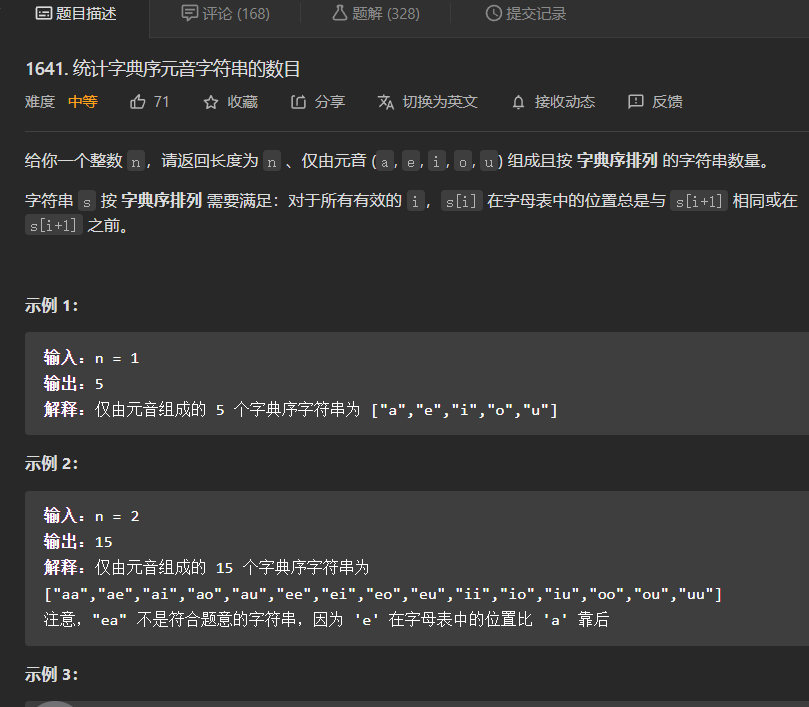 题目描述 评论 (168) 题解 (328) 提交记录
1641. 统计字典序元音字符串的数目
难度 中等 71 收藏 分享 切换为英文 接收动态 反馈
给你一个整数 n，请返回长度为 n 、仅由元音 (a, e, i, o, u) 组成且按 字典序排列 的字符串数量。
字符串 s 按 字典序排列 需要满足：对于所有有效的 i，s[i] 在字母表中的位置总是与 s[i+1] 相同或在
s[i+1] 之前。
示例 1：
输入：n = 1
输出：5
解释：仅由元音组成的 5 个字典序字符串为 ["a","e","i","o","u"]
示例 2：
输入：n = 2
输出：15
解释：仅由元音组成的 15 个字典序字符串为
["aa","ae","ai","ao","au","ee","ei","eo","eu","ii","io","iu","oo","ou","uu"]
注意，"ea" 不是符合题意的字符串，因为 'e' 在字母表中的位置比 'a' 靠后
示例 3：